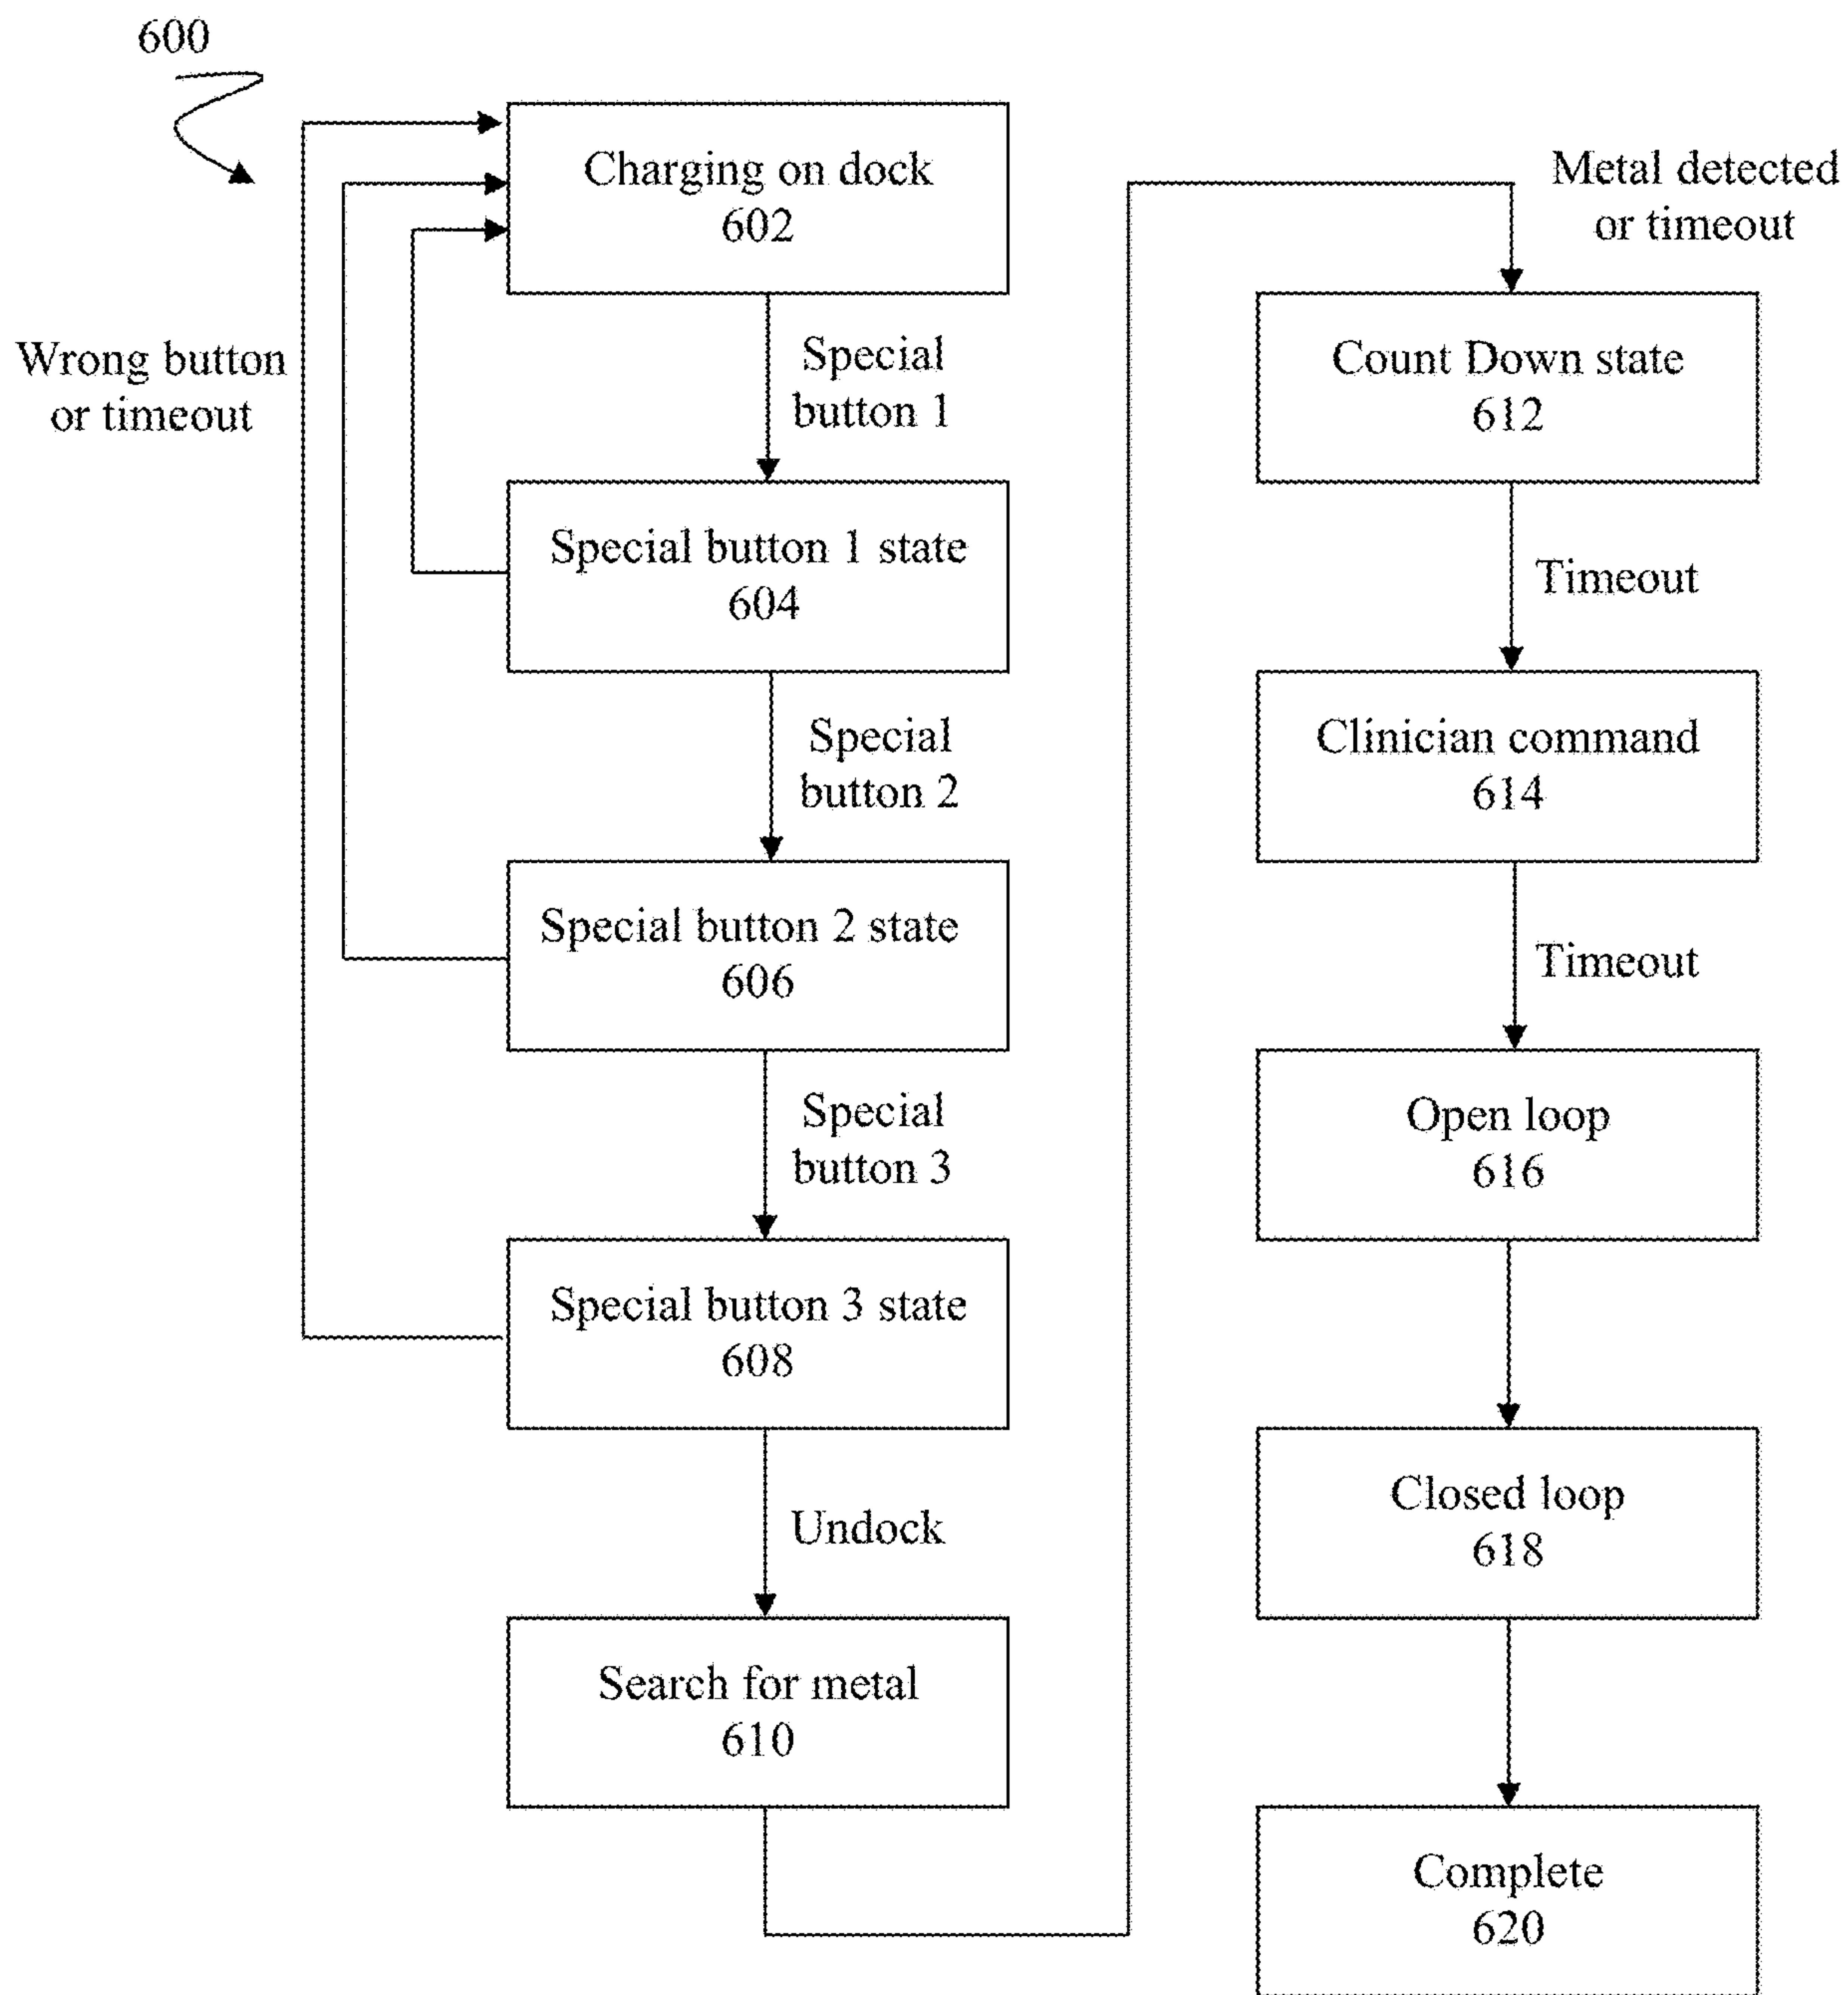 600
Charging on dock
602
Wrong button
or timeout
Special
button 1
Special button 1 state
604
Special
button 2
Special button 2 state
606
Special
button 3
Special button 3 state
608
Undock
Search for metal
610
Metal detected
or timeout
Count Down state
612
Timeout
Clinician command
614
Timeout
Open loop
616
Closed loop
618
Complete
620